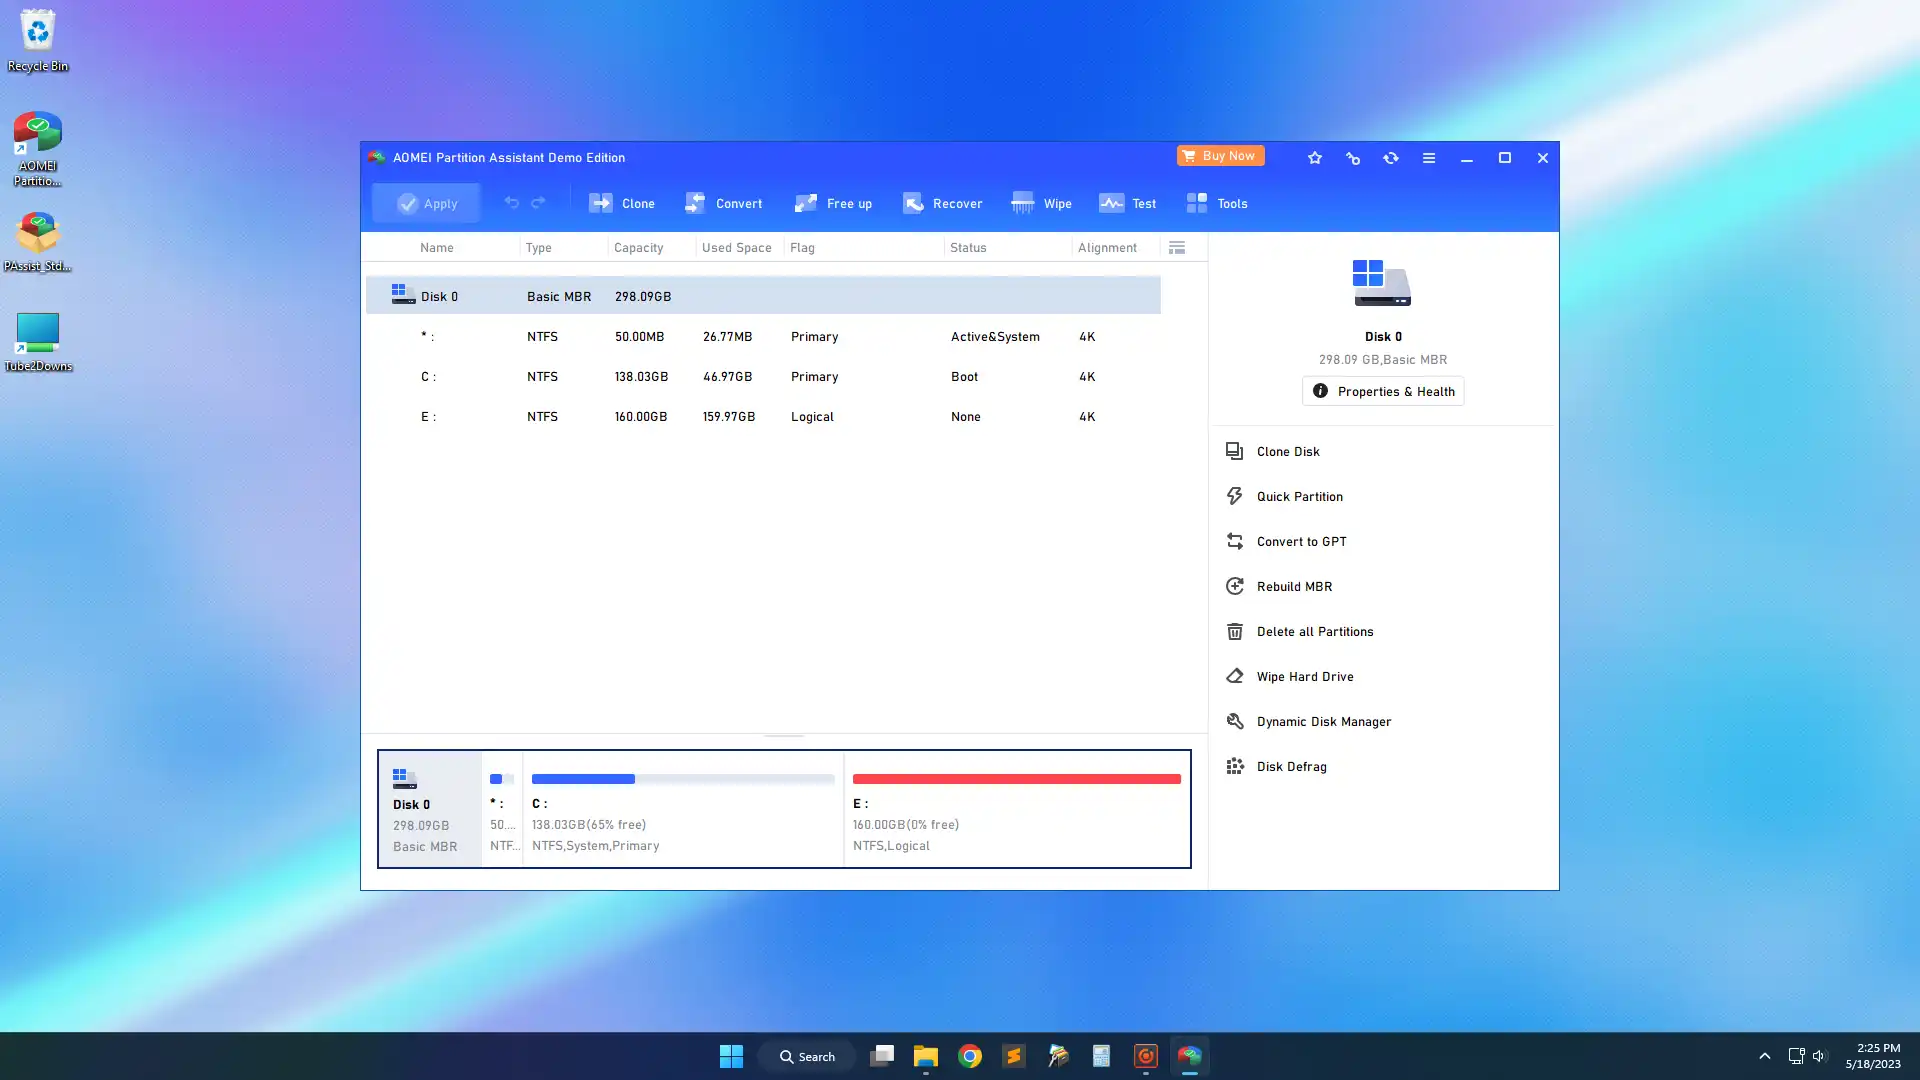 Recycle Bin
AOMEI
Partitio...
PAssist_Std...
Tube2Downs
AOMEI Partition Assistant Demo Edition
Buy Now
Apply
Clone
Convert
Free up
Recover
Wipe
Test
Tools
Name Type Capacity Used Space Flag Status Alignment
Disk 0 Basic MBR 298.09GB
* : NTFS 50.00MB 26.77MB Primary Active&System 4K
C : NTFS 138.03GB 46.97GB Primary Boot 4K
E : NTFS 160.00GB 159.97GB Logical None 4K
Disk 0
298.09 GB,Basic MBR
Properties & Health
Clone Disk
Quick Partition
Convert to GPT
Rebuild MBR
Delete all Partitions
Wipe Hard Drive
Dynamic Disk Manager
Disk Defrag
Disk 0
298.09GB
Basic MBR
* :
50....
NTF...
C :
138.03GB(65% free)
NTFS,System,Primary
E :
160.00GB(0% free)
NTFS,Logical
Search
2:25 PM
5/18/2023